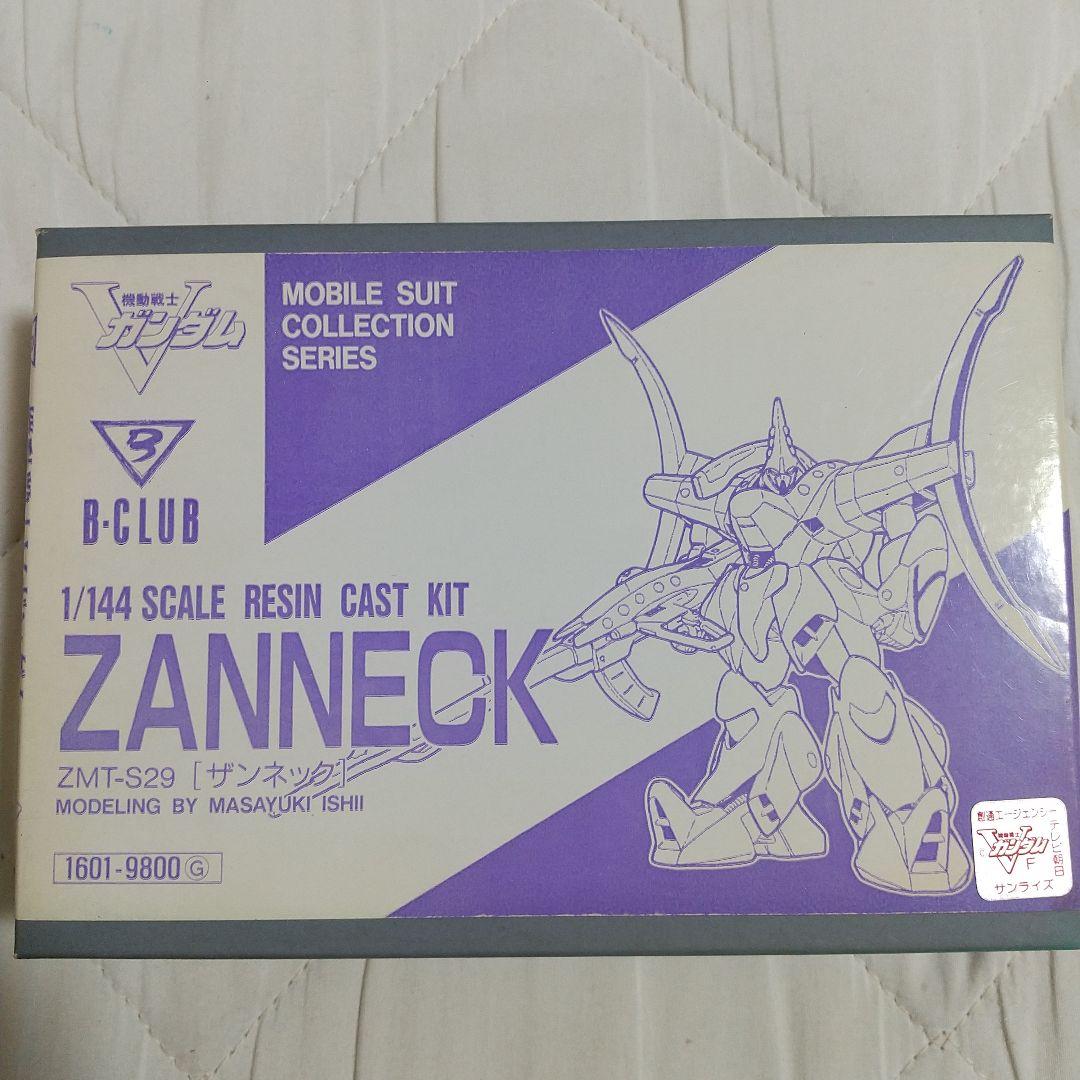 機動戦士
Vガンダム
MOBILE SUIT
COLLECTION
SERIES
B
B-CLUB
1/144 SCALE RESIN CAST KIT
ZANNECK
ZMT-S29 [ザンネック]
MODELING BY MASAYUKI ISHII
1601-9800 G
創通エージェンシー
テレビ朝日
機動戦士
Vガンダム
F
サンライズ